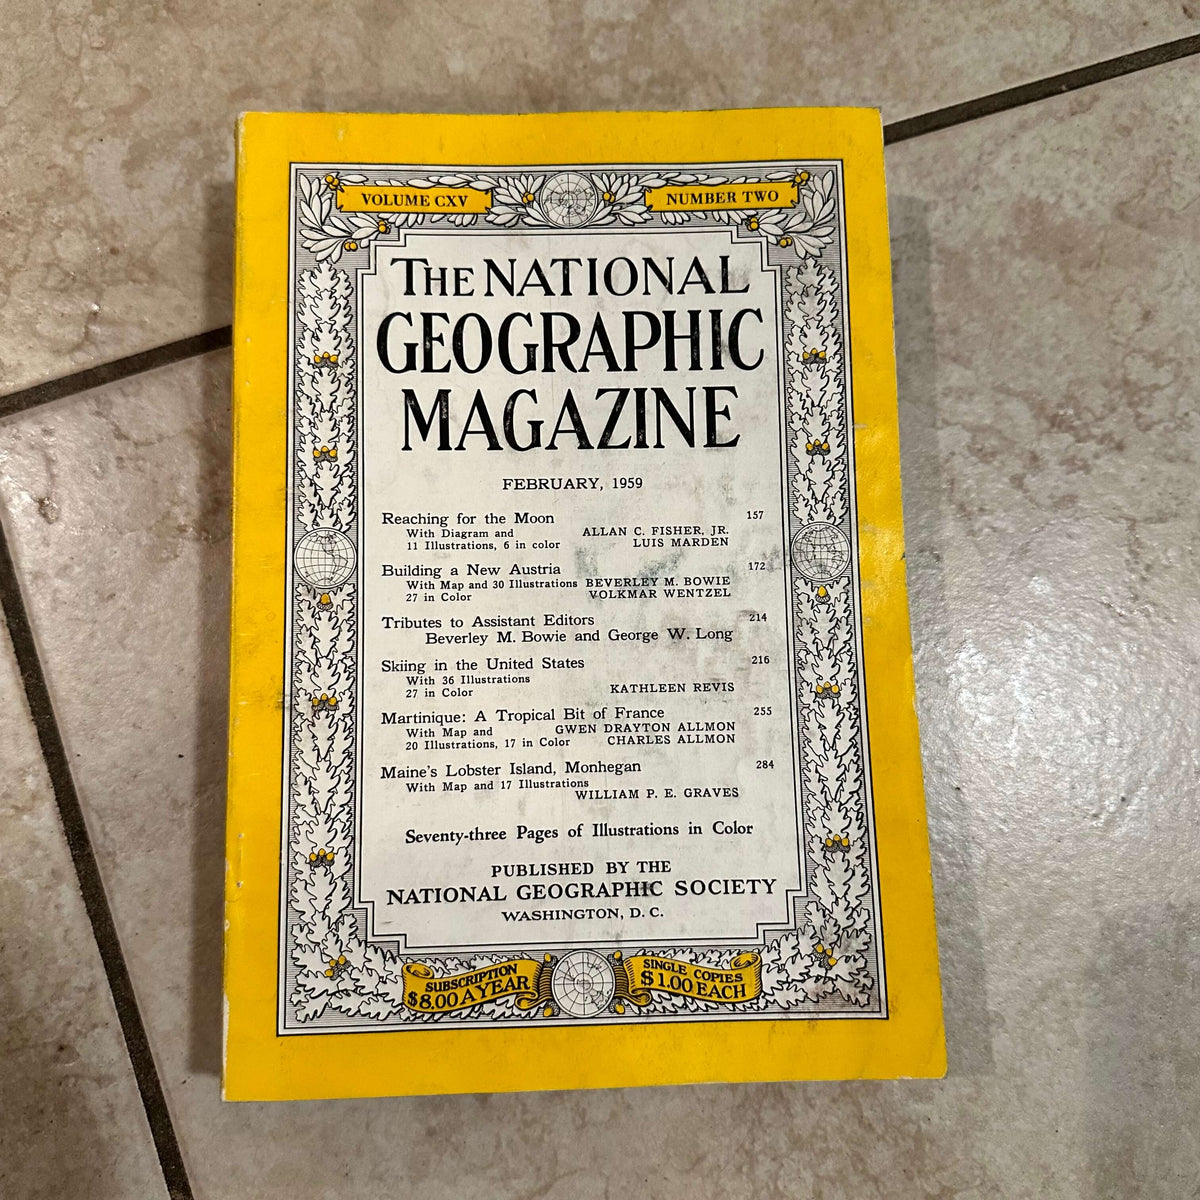 VOLUME CXV
NUMBER TWO
THE NATIONAL
GEOGRAPHIC
MAGAZINE
FEBRUARY, 1959
Reaching for the Moon 157
With Diagram and ALLAN C. FISHER, JR.
11 Illustrations, 6 in color LUIS MARDEN
Building a New Austria 172
With Map and 30 Illustrations BEVERLEY M. BOWIE
27 in Color VOLKMAR WENTZEL
Tributes to Assistant Editors 214
Beverley M. Bowie and George W. Long
Skiing in the United States 216
With 36 Illustrations
27 in Color KATHLEEN REVIS
Martinique: A Tropical Bit of France 255
With Map and GWEN DRAYTON ALLMON
20 Illustrations, 17 in Color CHARLES ALLMON
Maine's Lobster Island, Monhegan 284
With Map and 17 Illustrations
WILLIAM P. E. GRAVES
Seventy-three Pages of Illustrations in Color
PUBLISHED BY THE
NATIONAL GEOGRAPHIC SOCIETY
WASHINGTON, D. C.
SUBSCRIPTION
$8.00 A YEAR
SINGLE COPIES
$1.00 EACH